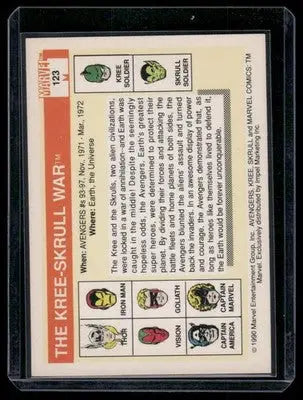 THE KREE-SKRULL WAR™
MARVEL
123
When: AVENGERS #s 93-97, Nov. 1971 - Mar. 1972
Where: Earth, the Universe
The Kree and the Skrulls, two alien civilizations,
were locked in a war of annihilation--and Earth was
caught in the middle! Despite the seemingly
hopeless odds, the Avengers, Earth's greatest
super heroes, were determined to protect their
planet. By dividing their forces and attacking the
battle fleets and home planets of both sides, the
Avengers blunted the aliens' assault and turned
back the invaders. In an awesome display of power
and courage, the Avengers demonstrated that, as
long as heroes like themselves lived to defend it,
the Earth would be forever unconquerable.
THOR
IRON MAN
VISION
GOLIATH
CAPTAIN
AMERICA
CAPTAIN
MARVEL
KREE
SOLDIER
SKRULL
SOLDIER
© 1990 Marvel Entertainment Group, Inc., AVENGERS, KREE, SKRULL and MARVEL COMICS: TM
Marvel. Exclusively distributed by Impel Marketing Inc.